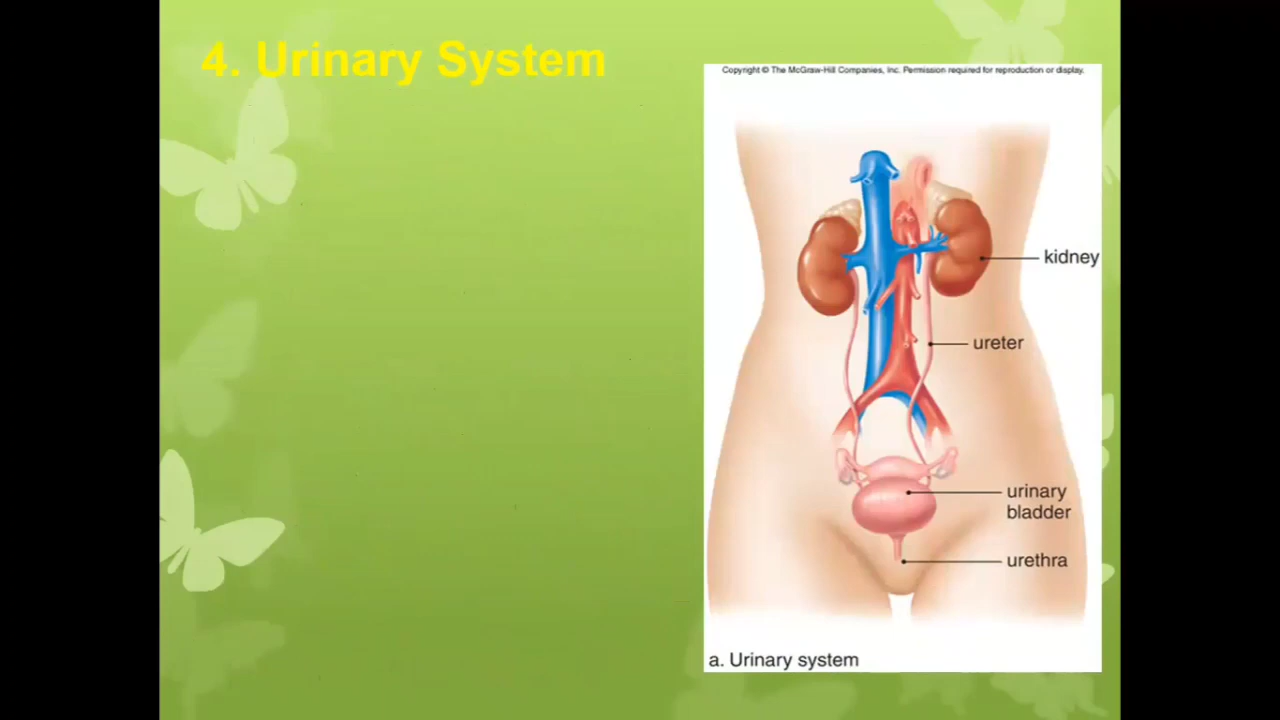 4. Urinary System
Copyright © The McGraw-Hill Companies, Inc. Permission required for reproduction or display.
kidney
ureter
urinary
bladder
urethra
a. Urinary system